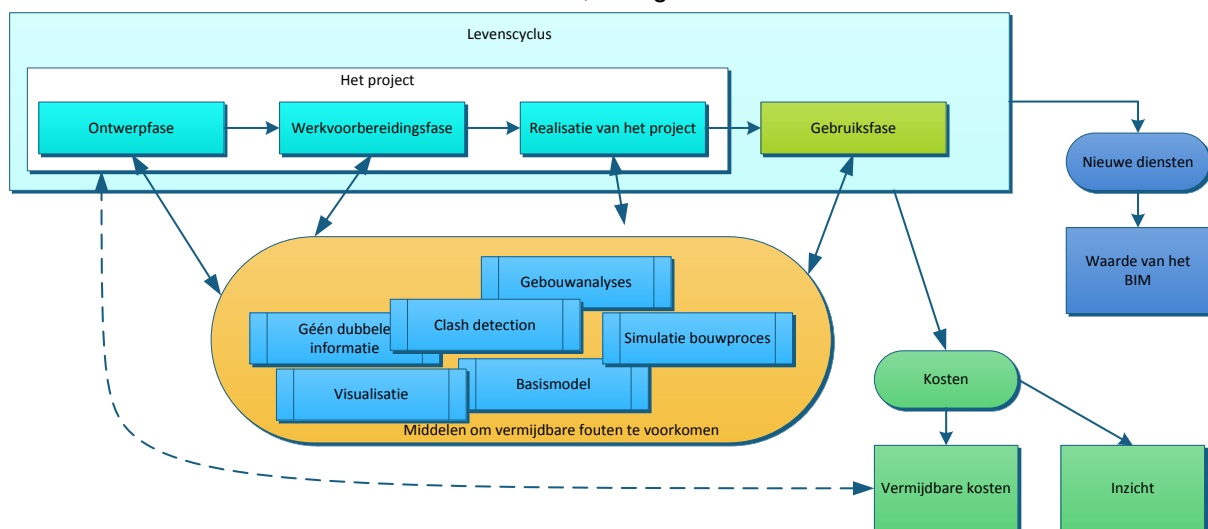 Levenscyclus
Het project
Ontwerpfase
Werkvoorbereidingsfase
Realisatie van het project
Gebruiksfase
Nieuwe diensten
Waarde van het
BIM
Gebouwanalyses
Clash detection
Géén dubbele
informatie
Simulatie bouwproces
Visualisatie
Basismodel
Middelen om vermijdbare fouten te voorkomen
Kosten
Vermijdbare kosten
Inzicht